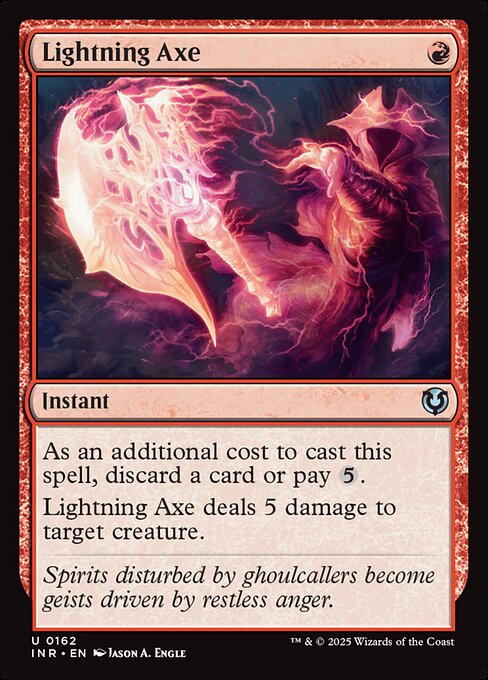 Lightning Axe
Instant
As an additional cost to cast this
spell, discard a card or pay 5.
Lightning Axe deals 5 damage to
target creature.
Spirits disturbed by ghoulcallers become
geists driven by restless anger.
U 0162
INR • EN Jason A. Engle
™ & © 2025 Wizards of the Coast